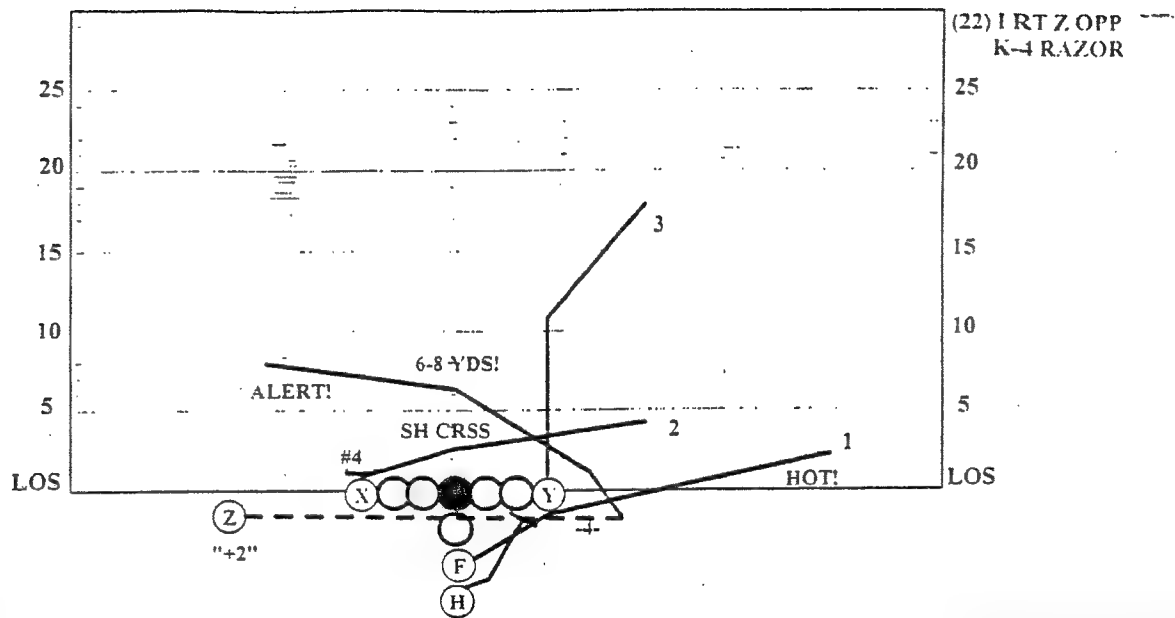 (22) I RT Z OPP
K-4 RAZOR
25
25
20
20
15
15
3
10
10
6-8 YDS!
ALERT!
5
5
SH CRSS
2
1
#4
HOT!
LOS
LOS
X
Y
Z
-4-
"+2"
F
H